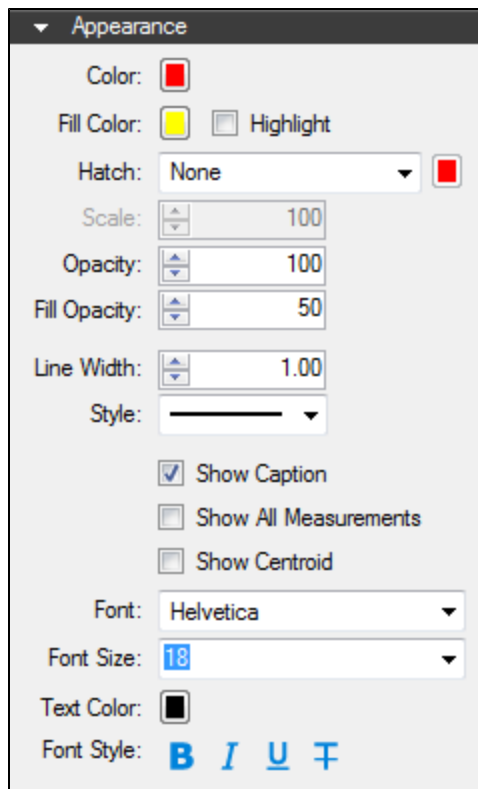 Appearance
Color:
Fill Color: Highlight
Hatch: None
Scale: 100
Opacity: 100
Fill Opacity: 50
Line Width: 1.00
Style:
Show Caption
Show All Measurements
Show Centroid
Font: Helvetica
Font Size: 18
Text Color:
Font Style: B I U T